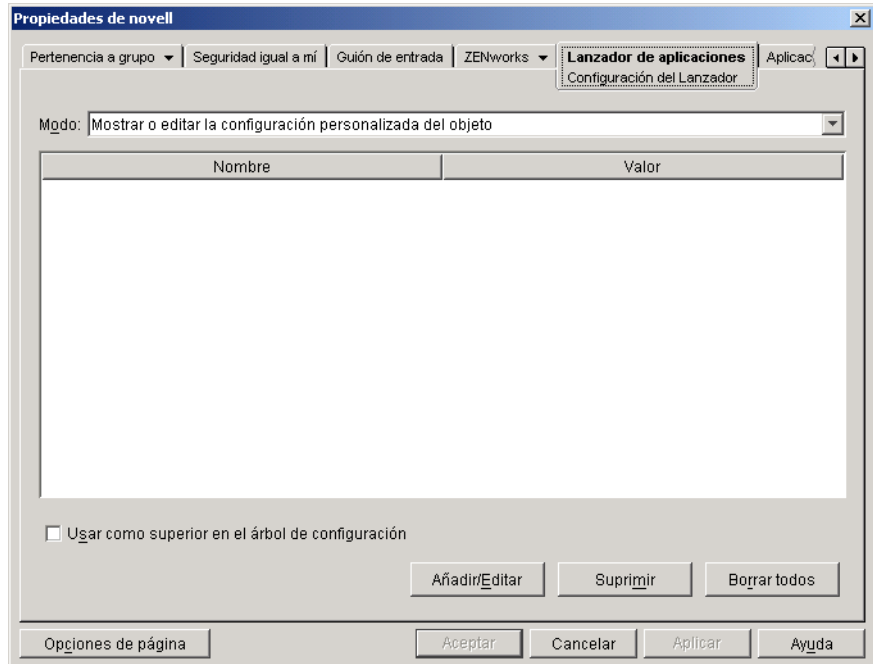 Propiedades de novell
Pertenencia a grupo
Seguridad igual a mí
Guión de entrada
ZENworks
Lanzador de aplicaciones
Configuración del Lanzador
Aplicac
Modo: Mostrar o editar la configuración personalizada del objeto
Nombre Valor
Usar como superior en el árbol de configuración
Añadir/Editar Suprimir Borrar todos
Opciones de página Aceptar Cancelar Aplicar Ayuda